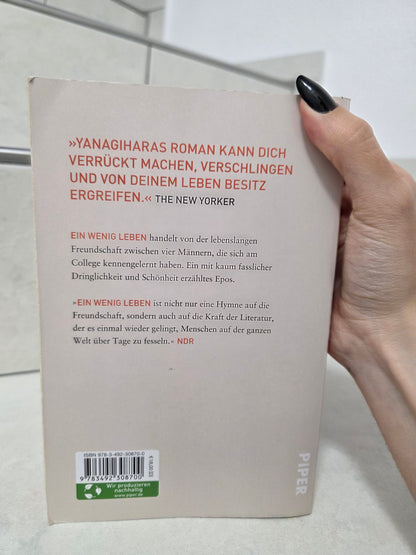 »YANAGIHARAS ROMAN KANN DICH
VERRÜCKT MACHEN, VERSCHLINGEN
UND VON DEINEM LEBEN BESITZ
ERGREIFEN.« THE NEW YORKER
EIN WENIG LEBEN handelt von der lebenslangen
Freundschaft zwischen vier Männern, die sich am
College kennengelernt haben. Ein mit kaum fasslicher
Dringlichkeit und Schönheit erzähltes Epos.
»EIN WENIG LEBEN ist nicht nur eine Hymne auf die
Freundschaft, sondern auch auf die Kraft der Literatur,
der es einmal wieder gelingt, Menschen auf der ganzen
Welt über Tage zu fesseln.« NDR
ISBN 978-3-492-30870-0
9 783492 308700
Wir produzieren
nachhaltig
www.piper.de
PIPER